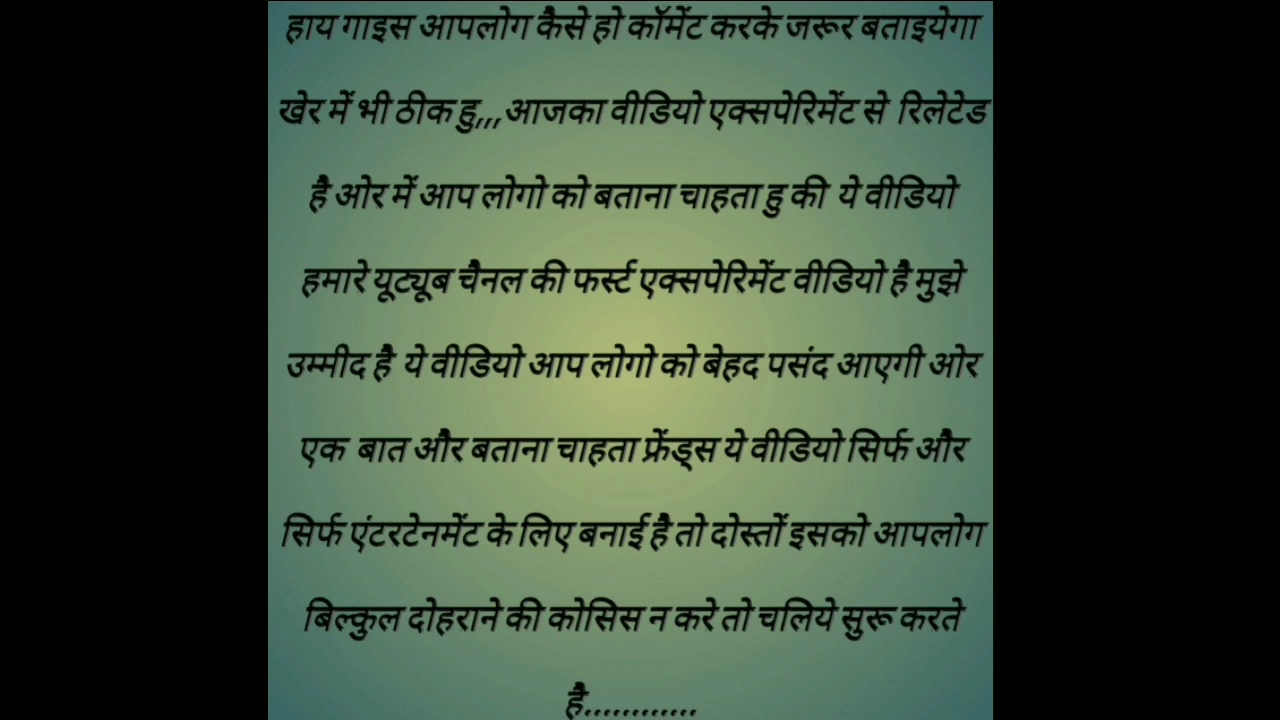 हाय गाइस आपलोग कैसे हो कॉमेंट करके जरूर बताइयेगा
खेर में भी ठीक हु,,,आजका वीडियो एक्सपेरिमेंट से रिलेटेड
है ओर में आप लोगो को बताना चाहता हु की ये वीडियो
हमारे यूट्यूब चैनल की फर्स्ट एक्सपेरिमेंट वीडियो है मुझे
उम्मीद है ये वीडियो आप लोगो को बेहद पसंद आएगी ओर
एक बात और बताना चाहता फ्रेंड्स ये वीडियो सिर्फ और
सिर्फ एंटरटेनमेंट के लिए बनाई है तो दोस्तों इसको आपलोग
बिल्कुल दोहराने की कोसिस न करे तो चलिये सुरू करते
है............